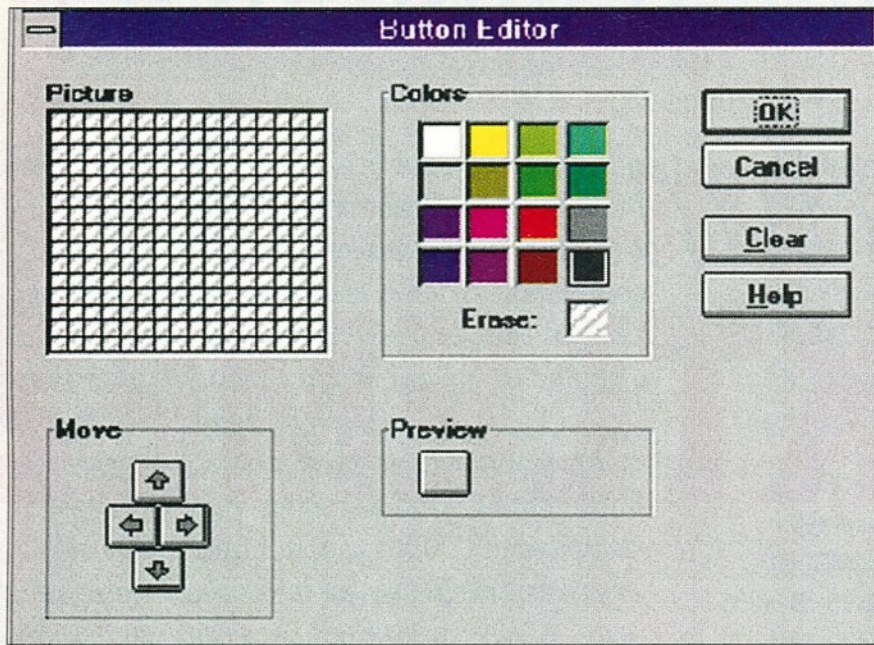 Button Editor
Picture
Colors
OK
Cancel
Clear
Help
Erase:
Move
Preview